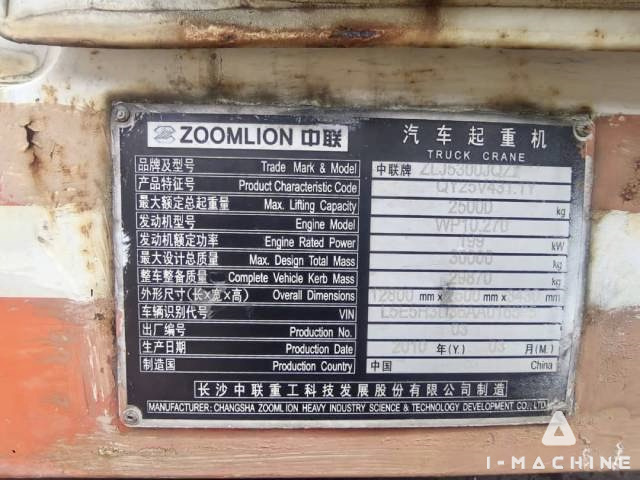 ZOOMLION 中联
汽车起重机
TRUCK CRANE
品牌及型号 Trade Mark & Model 中联牌 ZLJ5300JQZ
产品特征号 Product Characteristic Code QY25V431.1Y
最大额定总起重量 Max. Lifting Capacity 25000 kg
发动机型号 Engine Model WP10.270
发动机额定功率 Engine Rated Power 199 kW
最大设计总质量 Max. Design Total Mass 30000 kg
整车整备质量 Complete Vehicle Kerb Mass 29870 kg
外形尺寸(长×宽×高) Overall Dimensions 12800 mm × 2500 mm × mm
车辆识别代号 VIN
出厂编号 Production No. 03
生产日期 Production Date 2010 年(Y.) 03 月(M.)
制造国 Production Country 中国 China
长沙中联重工科技发展股份有限公司制造
MANUFACTURER: CHANGSHA ZOOMLION HEAVY INDUSTRY SCIENCE & TECHNOLOGY DEVELOPMENT CO., LTD.
I-MACHINE